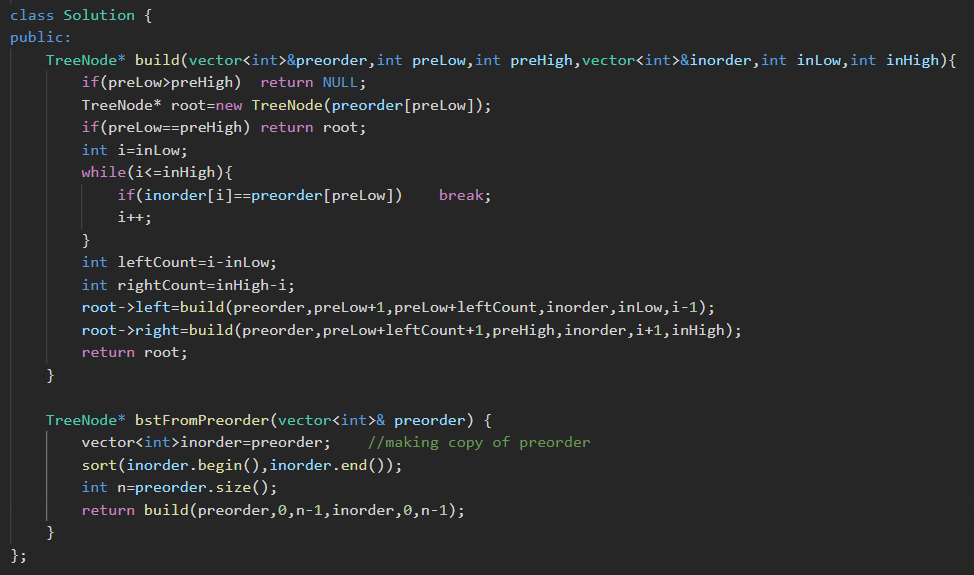 class Solution {
public:
    TreeNode* build(vector<int>&preorder,int preLow,int preHigh,vector<int>&inorder,int inLow,int inHigh){
        if(preLow>preHigh)  return NULL;
        TreeNode* root=new TreeNode(preorder[preLow]);
        if(preLow==preHigh) return root;
        int i=inLow;
        while(i<=inHigh){
            if(inorder[i]==preorder[preLow])    break;
            i++;
        }
        int leftCount=i-inLow;
        int rightCount=inHigh-i;
        root->left=build(preorder,preLow+1,preLow+leftCount,inorder,inLow,i-1);
        root->right=build(preorder,preLow+leftCount+1,preHigh,inorder,i+1,inHigh);
        return root;
    }
    TreeNode* bstFromPreorder(vector<int>& preorder) {
        vector<int>inorder=preorder;    //making copy of preorder
        sort(inorder.begin(),inorder.end());
        int n=preorder.size();
        return build(preorder,0,n-1,inorder,0,n-1);
    }
};